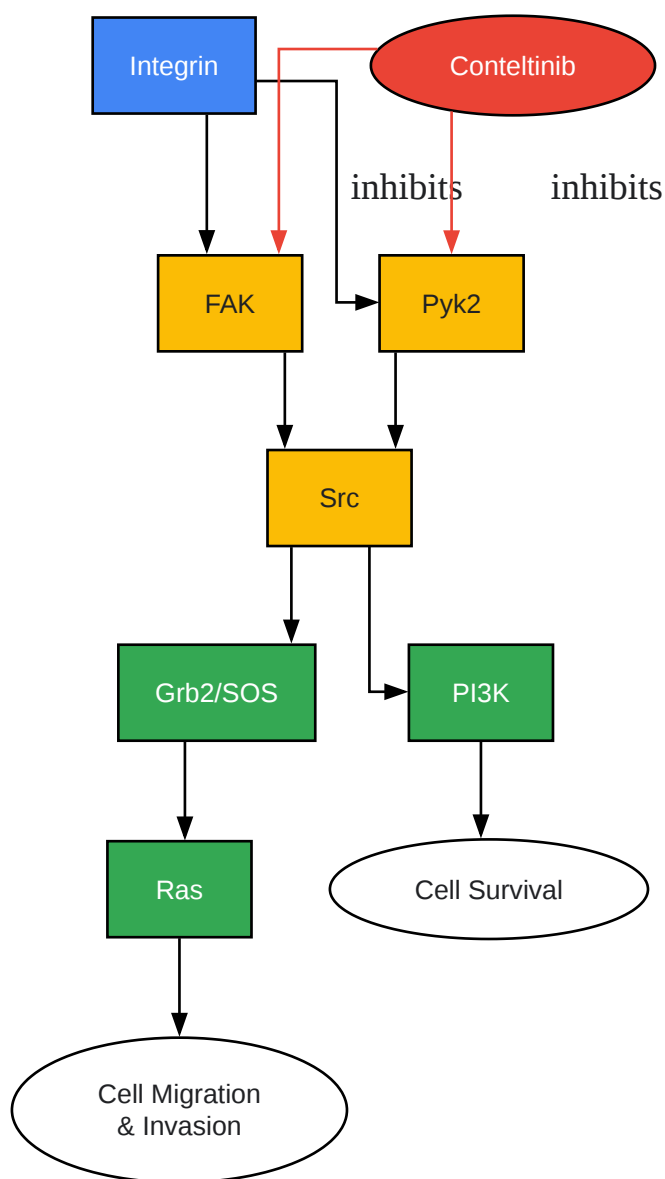 Integrin
Conteltinib
inhibits
inhibits
FAK
Pyk2
Src
Grb2/SOS
PI3K
Ras
Cell Survival
Cell Migration
& Invasion